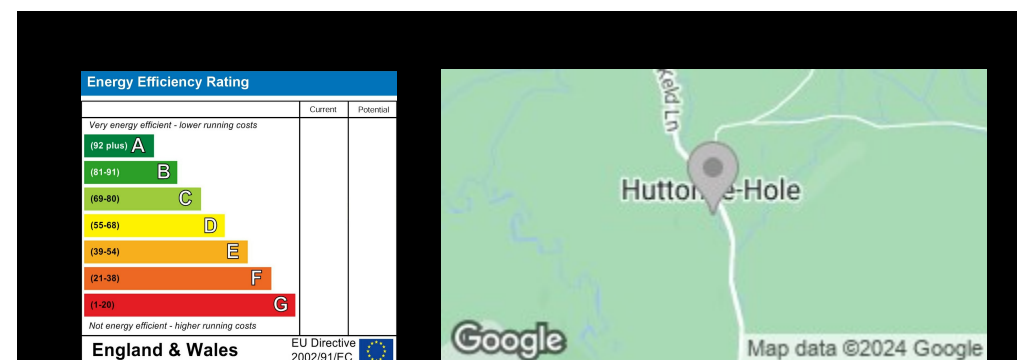 Energy Efficiency Rating
Current Potential
Very energy efficient - lower running costs
(92 plus) A
(81-91) B
(69-80) C
(55-68) D
(39-54) E
(21-38) F
(1-20) G
Not energy efficient - higher running costs
England & Wales
EU Directive
2002/91/EC
Keld Ln
Hutton-le-Hole
Google
Map data ©2024 Google